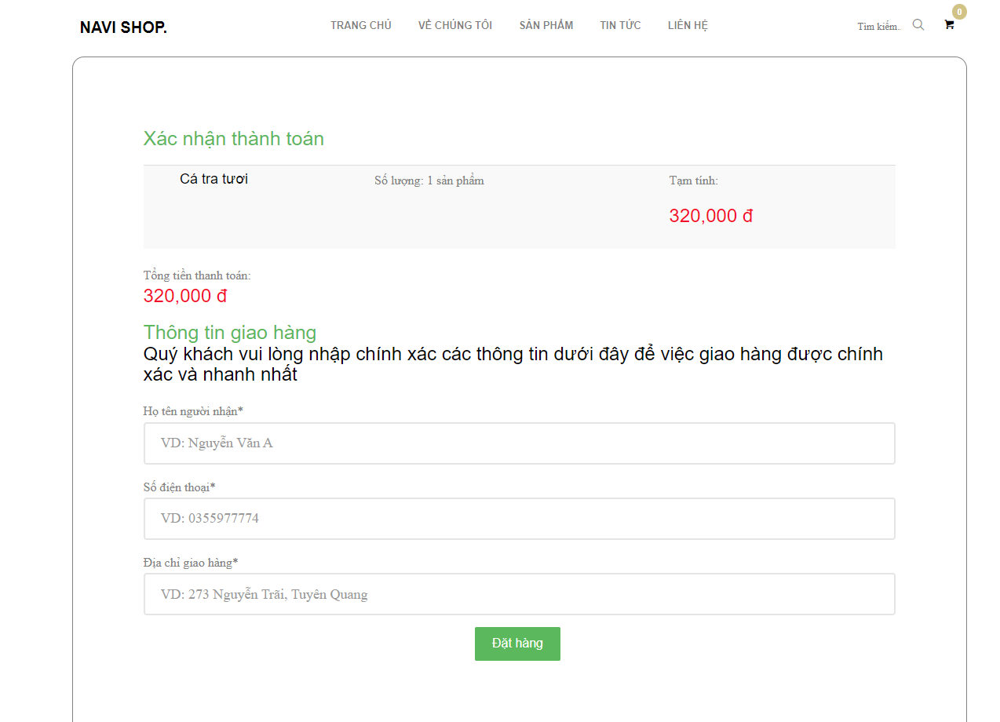 NAVI SHOP.
TRANG CHỦ
VỀ CHÚNG TÔI
SẢN PHẨM
TIN TỨC
LIÊN HỆ
Tìm kiếm.
0
Xác nhận thành toán
Cá tra tươi
Số lượng: 1 sản phẩm
Tạm tính:
320,000 đ
Tổng tiền thanh toán:
320,000 đ
Thông tin giao hàng
Quý khách vui lòng nhập chính xác các thông tin dưới đây để việc giao hàng được chính
xác và nhanh nhất
Họ tên người nhận*
VD: Nguyễn Văn A
Số điện thoại*
VD: 0355977774
Địa chỉ giao hàng*
VD: 273 Nguyễn Trãi, Tuyên Quang
Đặt hàng